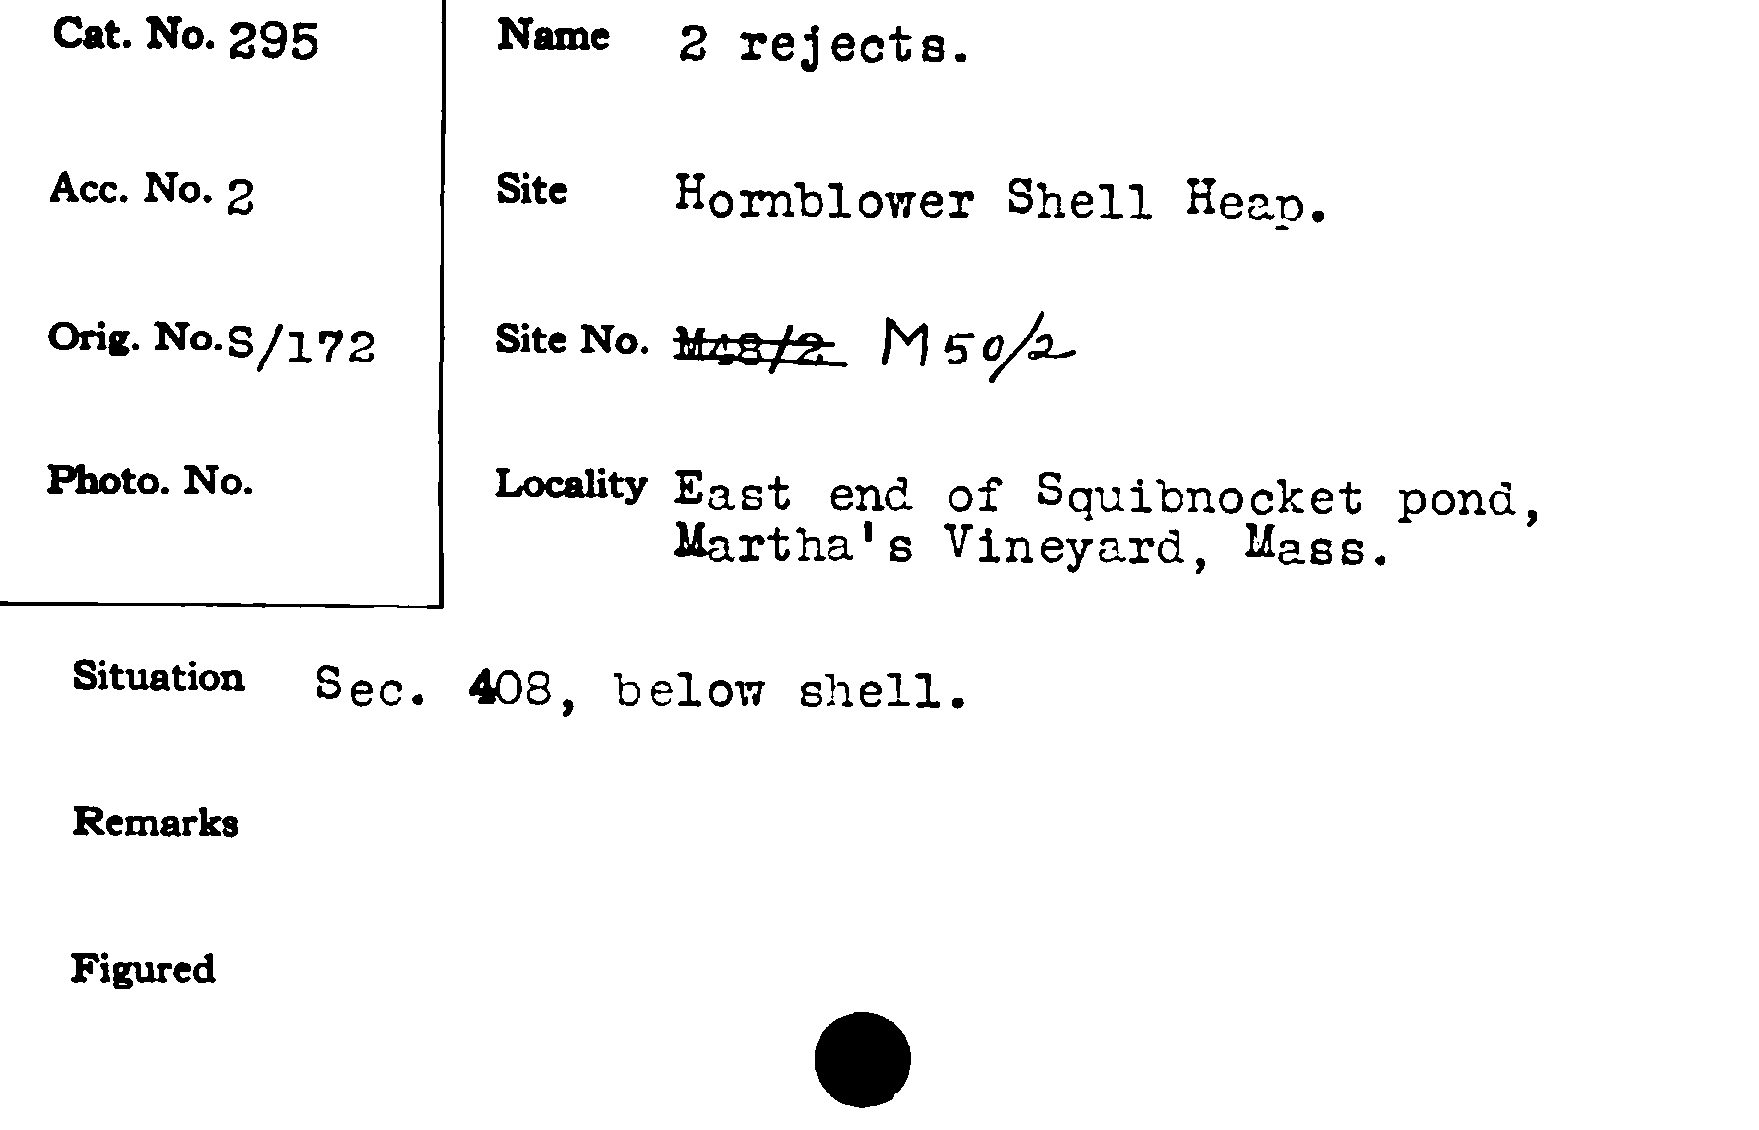 Cat. No. 295
Name 2 rejects.
Acc. No. 2
Site Hornblower Shell Heap.
Orig. No. S/172
Site No. M48/2 M50/2
Photo. No.
Locality East end of Squibnocket pond,
Martha's Vineyard, Mass.
Situation Sec. 408, below shell.
Remarks
Figured